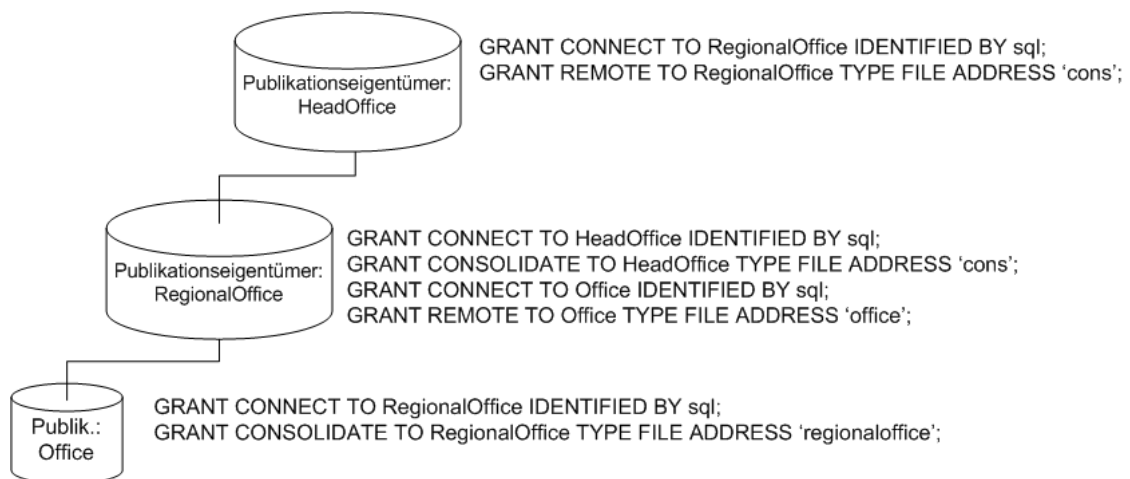 Publikationseigentümer:
HeadOffice
GRANT CONNECT TO RegionalOffice IDENTIFIED BY sql;
GRANT REMOTE TO RegionalOffice TYPE FILE ADDRESS ‘cons’;
Publikationseigentümer:
RegionalOffice
GRANT CONNECT TO HeadOffice IDENTIFIED BY sql;
GRANT CONSOLIDATE TO HeadOffice TYPE FILE ADDRESS ‘cons’;
GRANT CONNECT TO Office IDENTIFIED BY sql;
GRANT REMOTE TO Office TYPE FILE ADDRESS ‘office’;
Publik.:
Office
GRANT CONNECT TO RegionalOffice IDENTIFIED BY sql;
GRANT CONSOLIDATE TO RegionalOffice TYPE FILE ADDRESS ‘regionaloffice’;